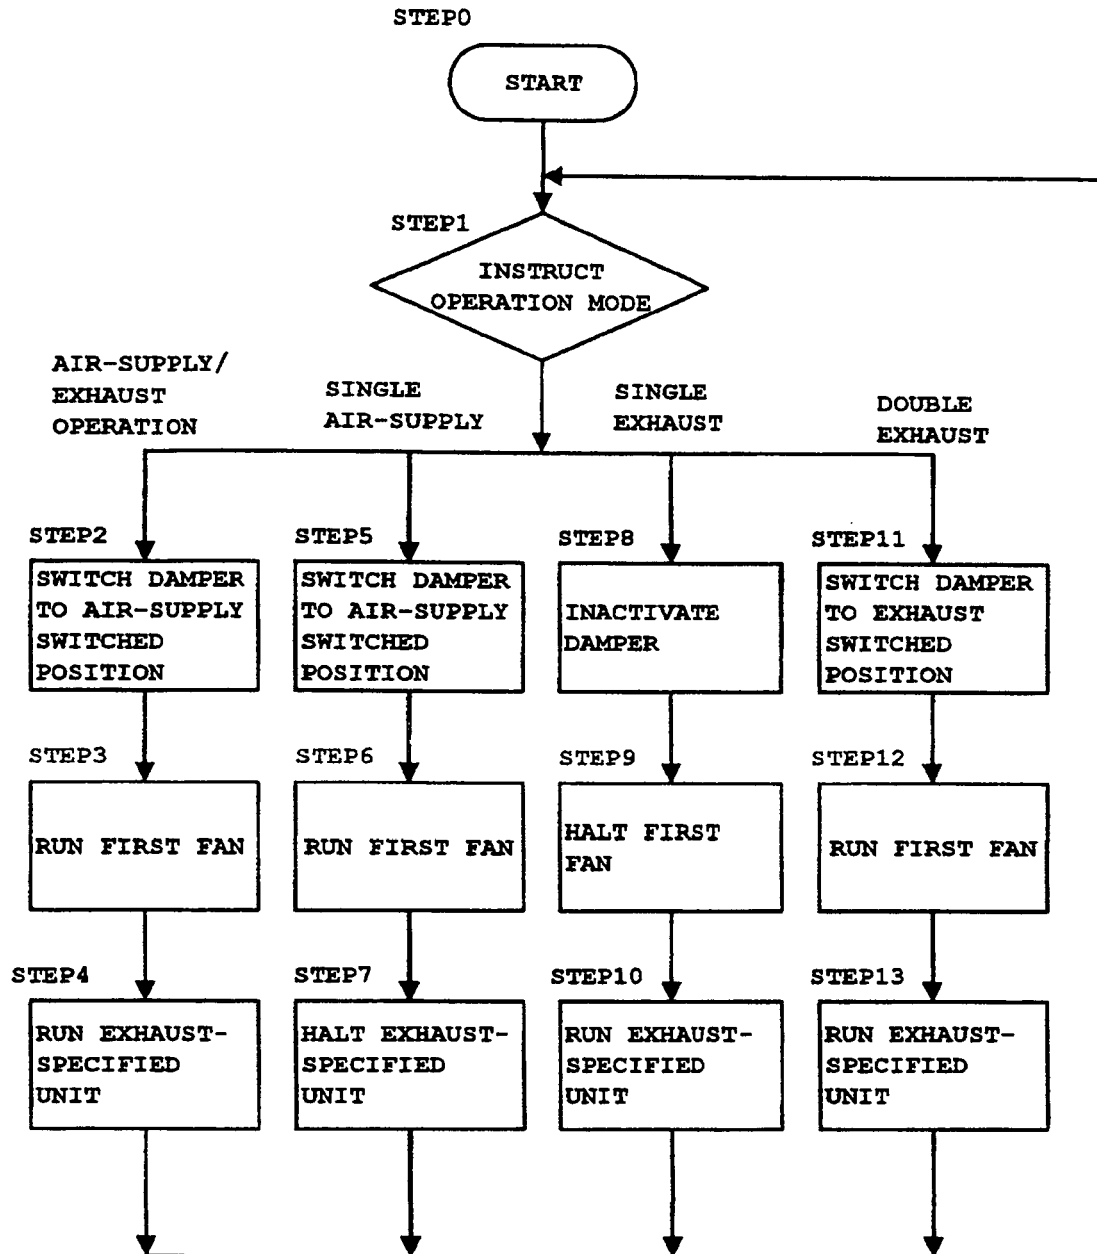 STEP0
START
STEP1
INSTRUCT
OPERATION MODE
AIR-SUPPLY/
EXHAUST
OPERATION
SINGLE
AIR-SUPPLY
SINGLE
EXHAUST
DOUBLE
EXHAUST
STEP2
SWITCH DAMPER
TO AIR-SUPPLY
SWITCHED
POSITION
STEP5
SWITCH DAMPER
TO AIR-SUPPLY
SWITCHED
POSITION
STEP8
INACTIVATE
DAMPER
STEP11
SWITCH DAMPER
TO EXHAUST
SWITCHED
POSITION
STEP3
RUN FIRST FAN
STEP6
RUN FIRST FAN
STEP9
HALT FIRST
FAN
STEP12
RUN FIRST FAN
STEP4
RUN EXHAUST-
SPECIFIED
UNIT
STEP7
HALT EXHAUST-
SPECIFIED
UNIT
STEP10
RUN EXHAUST-
SPECIFIED
UNIT
STEP13
RUN EXHAUST-
SPECIFIED
UNIT